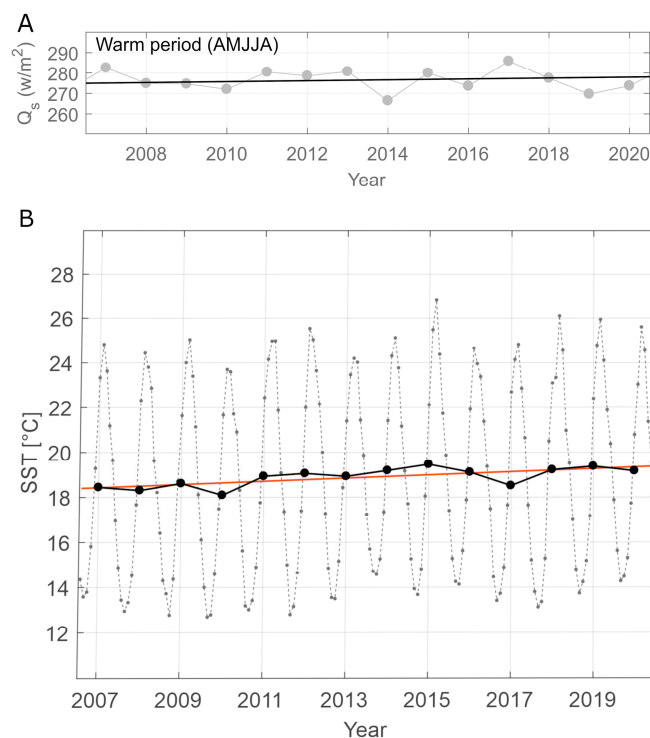 A
Warm period (AMJJA)
Qs (w/m²)
290
280
270
260
2008 2010 2012 2014 2016 2018 2020
Year
B
SST [°C]
28
26
24
22
20
18
16
14
12
2007 2009 2011 2013 2015 2017 2019
Year